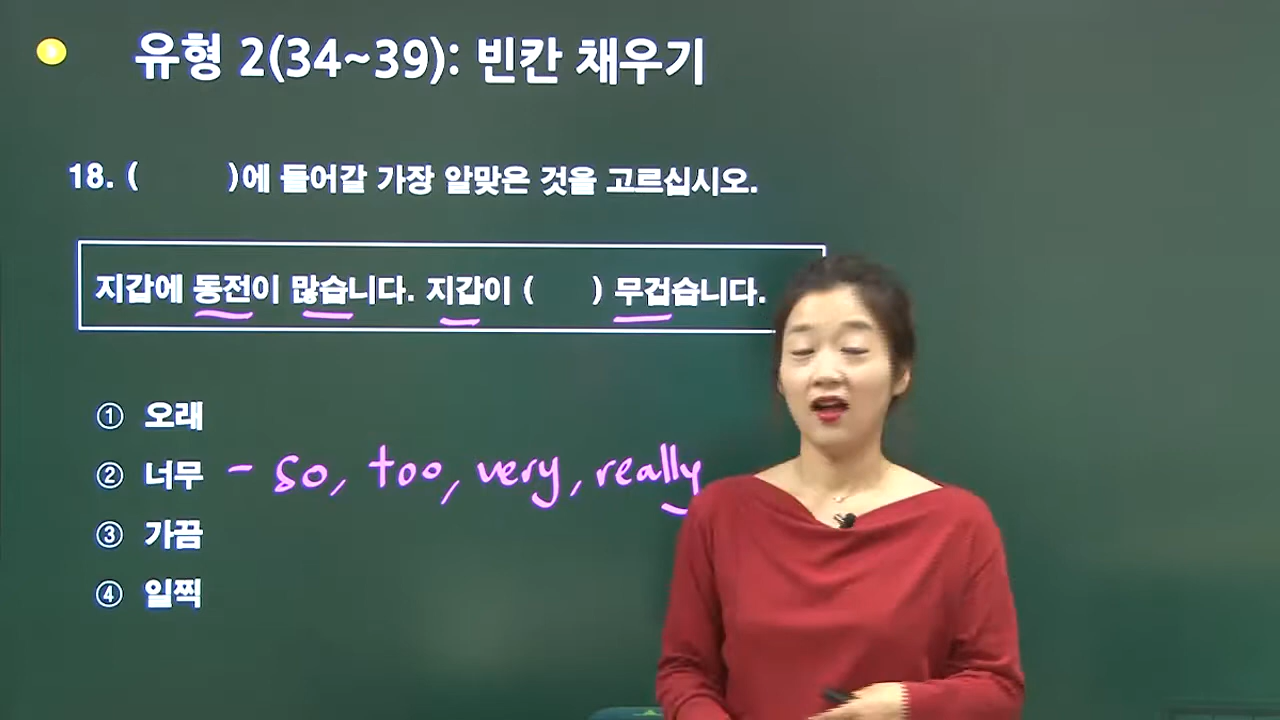 유형 2(34~39): 빈칸 채우기
18. (          )에 들어갈 가장 알맞은 것을 고르십시오.
지갑에 동전이 많습니다. 지갑이 (      ) 무겁습니다.
① 오래
② 너무 - so, too, very, really
③ 가끔
④ 일찍